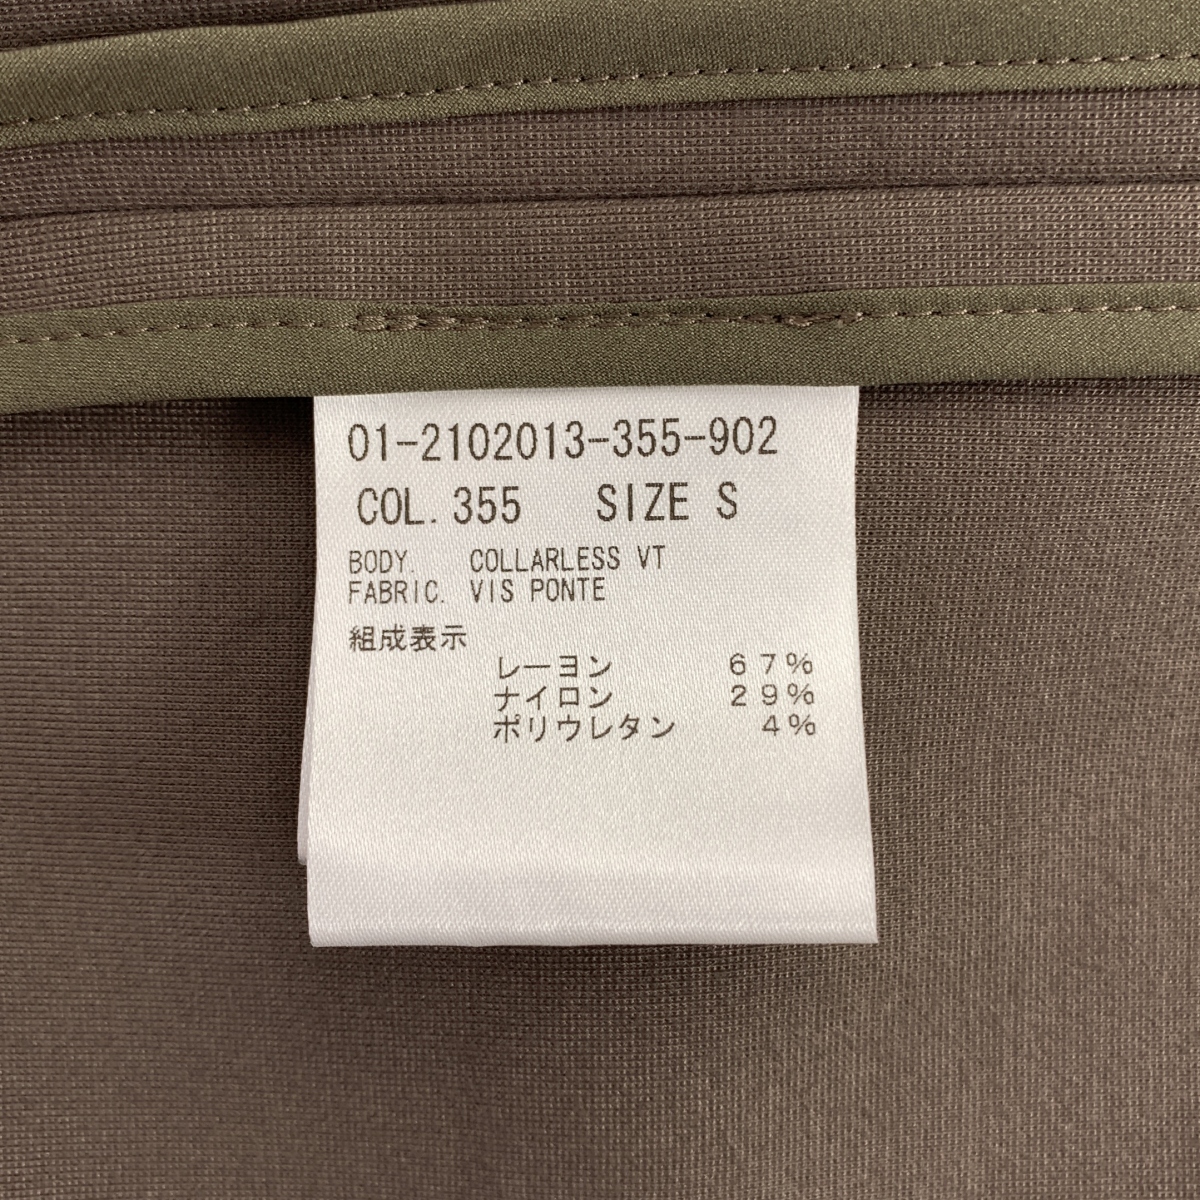 01-2102013-355-902
COL. 355 SIZE S
BODY. COLLARLESS VT
FABRIC. VIS PONTE
組成表示
レーヨン 67%
ナイロン 29%
ポリウレタン 4%